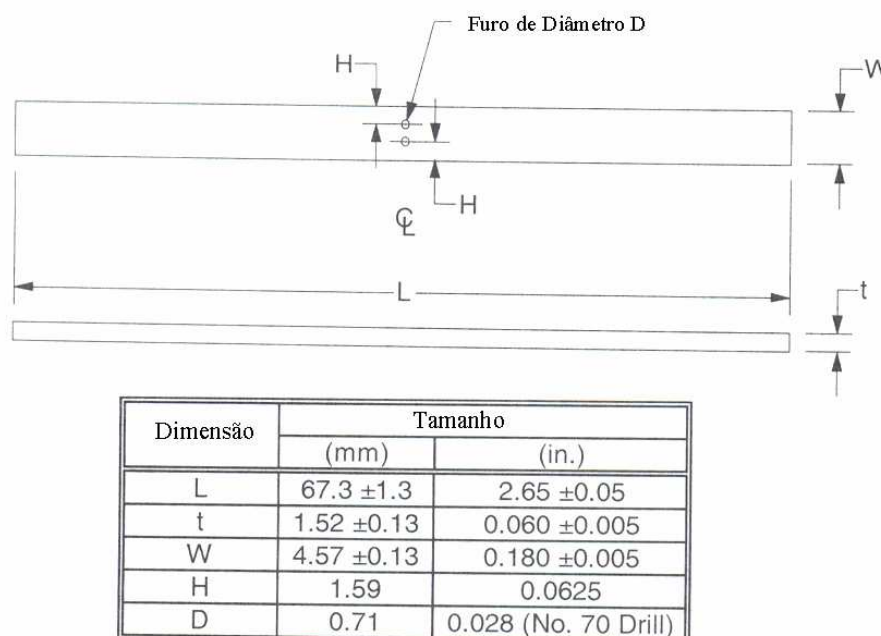 Furo de Diâmetro D
H
W
H
℄
L
t
Dimensão
Tamanho
(mm)
(in.)
L
67.3 ±1.3
2.65 ±0.05
t
1.52 ±0.13
0.060 ±0.005
W
4.57 ±0.13
0.180 ±0.005
H
1.59
0.0625
D
0.71
0.028 (No. 70 Drill)